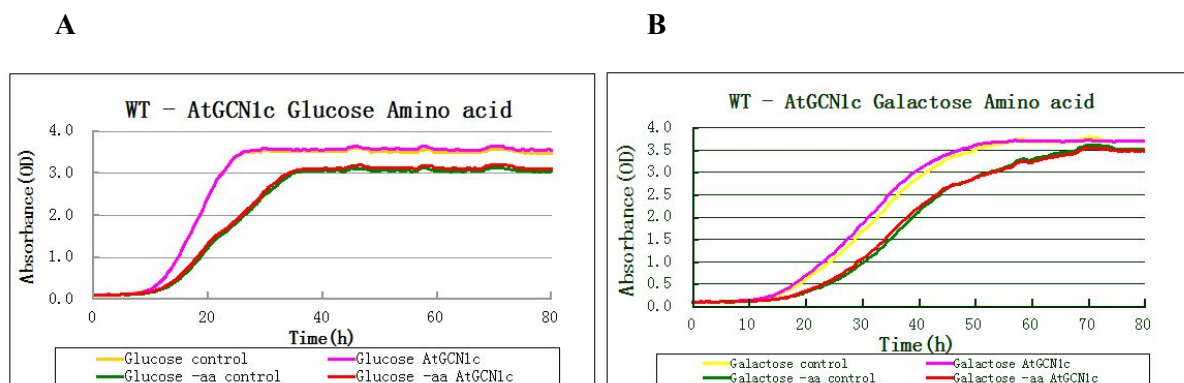 A
B
WT - AtGCN1c Glucose Amino acid
Absorbance(OD)
4.0
3.0
2.0
1.0
0.0
0 20 40 60 80
Time(h)
Glucose control Glucose AtGCN1c
Glucose -aa control Glucose -aa AtGCN1c
WT - AtGCN1c Galactose Amino acid
Absorbance(OD)
4.0
3.5
3.0
2.5
2.0
1.5
1.0
0.5
0.0
0 10 20 30 40 50 60 70 80
Time(h)
Galactose control Galactose AtGCN1c
Galactose -aa control Galactose -aa AtGCN1c